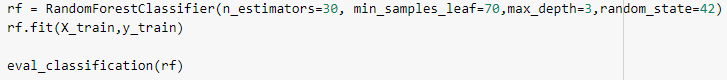 rf = RandomForestClassifier(n_estimators=30, min_samples_leaf=70,max_depth=3,random_state=42)
rf.fit(X_train,y_train)
eval_classification(rf)